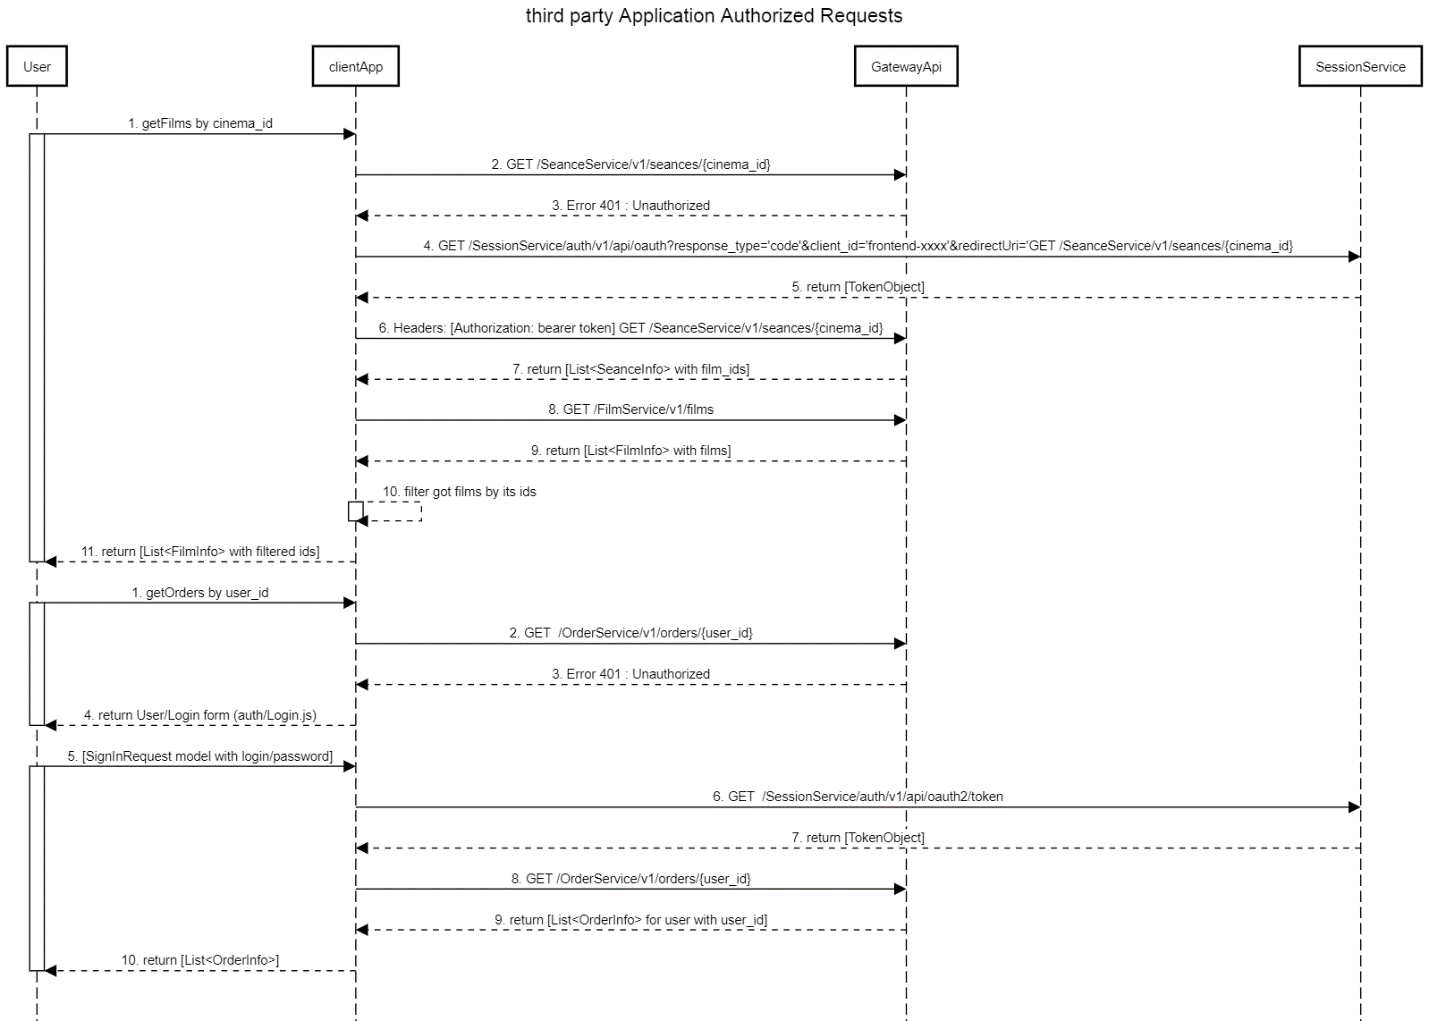 third party Application Authorized Requests
User
clientApp
GatewayApi
SessionService
1. getFilms by cinema_id
2. GET /SeanceService/v1/seances/{cinema_id}
3. Error 401 : Unauthorized
4. GET /SessionService/auth/v1/api/oauth?response_type='code'&client_id='frontend-xxxx'&redirectUri='GET /SeanceService/v1/seances/{cinema_id}
5. return [TokenObject]
6. Headers: [Authorization: bearer token] GET /SeanceService/v1/seances/{cinema_id}
7. return [List<SeanceInfo> with film_ids]
8. GET /FilmService/v1/films
9. return [List<FilmInfo> with films]
10. filter got films by its ids
11. return [List<FilmInfo> with filtered ids]
1. getOrders by user_id
2. GET  /OrderService/v1/orders/{user_id}
3. Error 401 : Unauthorized
4. return User/Login form (auth/Login.js)
5. [SignInRequest model with login/password]
6. GET  /SessionService/auth/v1/api/oauth2/token
7. return [TokenObject]
8. GET /OrderService/v1/orders/{user_id}
9. return [List<OrderInfo> for user with user_id]
10. return [List<OrderInfo>]